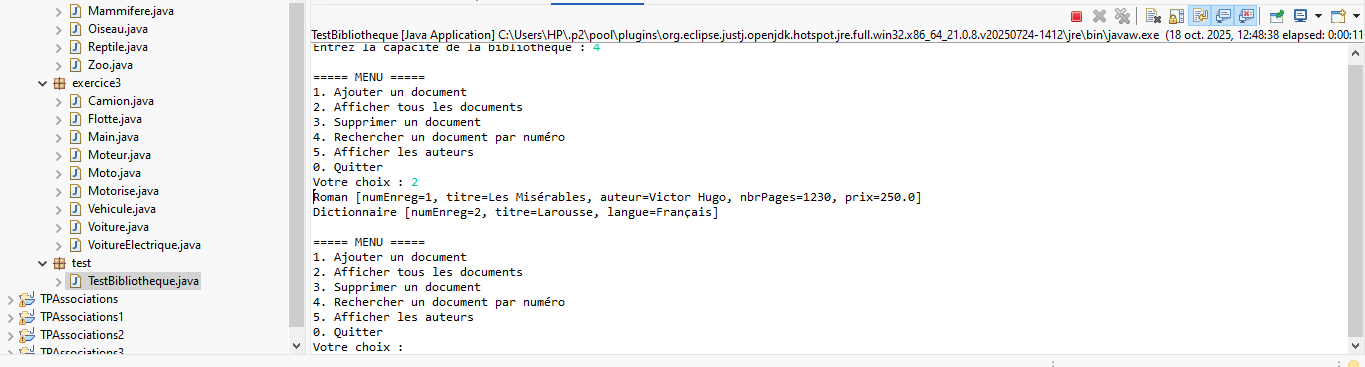 Mammifere.java
Oiseau.java
Reptile.java
Zoo.java
exercice3
Camion.java
Flotte.java
Main.java
Moteur.java
Moto.java
Motorise.java
Vehicule.java
Voiture.java
VoitureElectrique.java
test
TestBibliotheque.java
TPAssociations
TPAssociations1
TPAssociations2
TPAssociations3
TestBibliotheque [Java Application] C:\Users\HP\.p2\pool\plugins\org.eclipse.justj.openjdk.hotspot.jre.full.win32.x86_64_21.0.8.v20250724-1412\jre\bin\javaw.exe (18 oct. 2025, 12:48:38 elapsed: 0:00:11
Entrez la capacité de la bibliothèque : 4
===== MENU =====
1. Ajouter un document
2. Afficher tous les documents
3. Supprimer un document
4. Rechercher un document par numéro
5. Afficher les auteurs
0. Quitter
Votre choix : 2
Roman [numEnreg=1, titre=Les Misérables, auteur=Victor Hugo, nbrPages=1230, prix=250.0]
Dictionnaire [numEnreg=2, titre=Larousse, langue=Français]
===== MENU =====
1. Ajouter un document
2. Afficher tous les documents
3. Supprimer un document
4. Rechercher un document par numéro
5. Afficher les auteurs
0. Quitter
Votre choix :